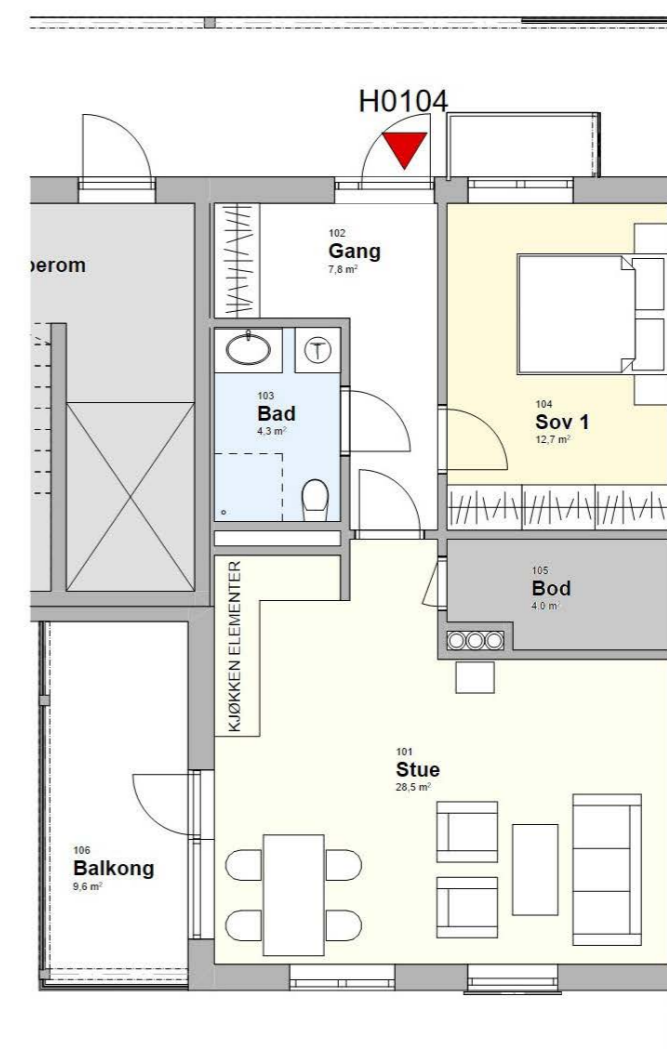 H0104
102
Gang
7,8 m²
perom
103
Bad
4,3 m²
T
104
Sov 1
12,7 m²
105
Bod
4.0 m²
KJØKKEN ELEMENTER
101
Stue
28,5 m²
106
Balkong
9,6 m²